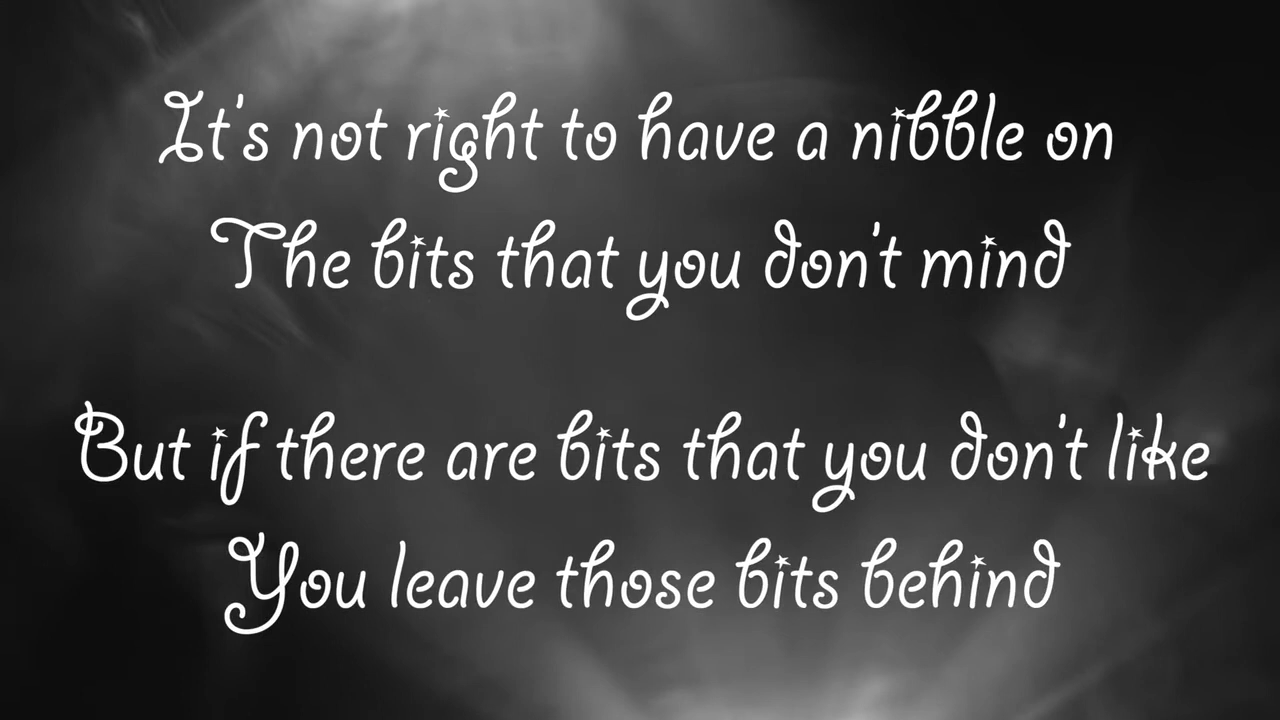 It's not right to have a nibble on
The bits that you don't mind
But if there are bits that you don't like
You leave those bits behind